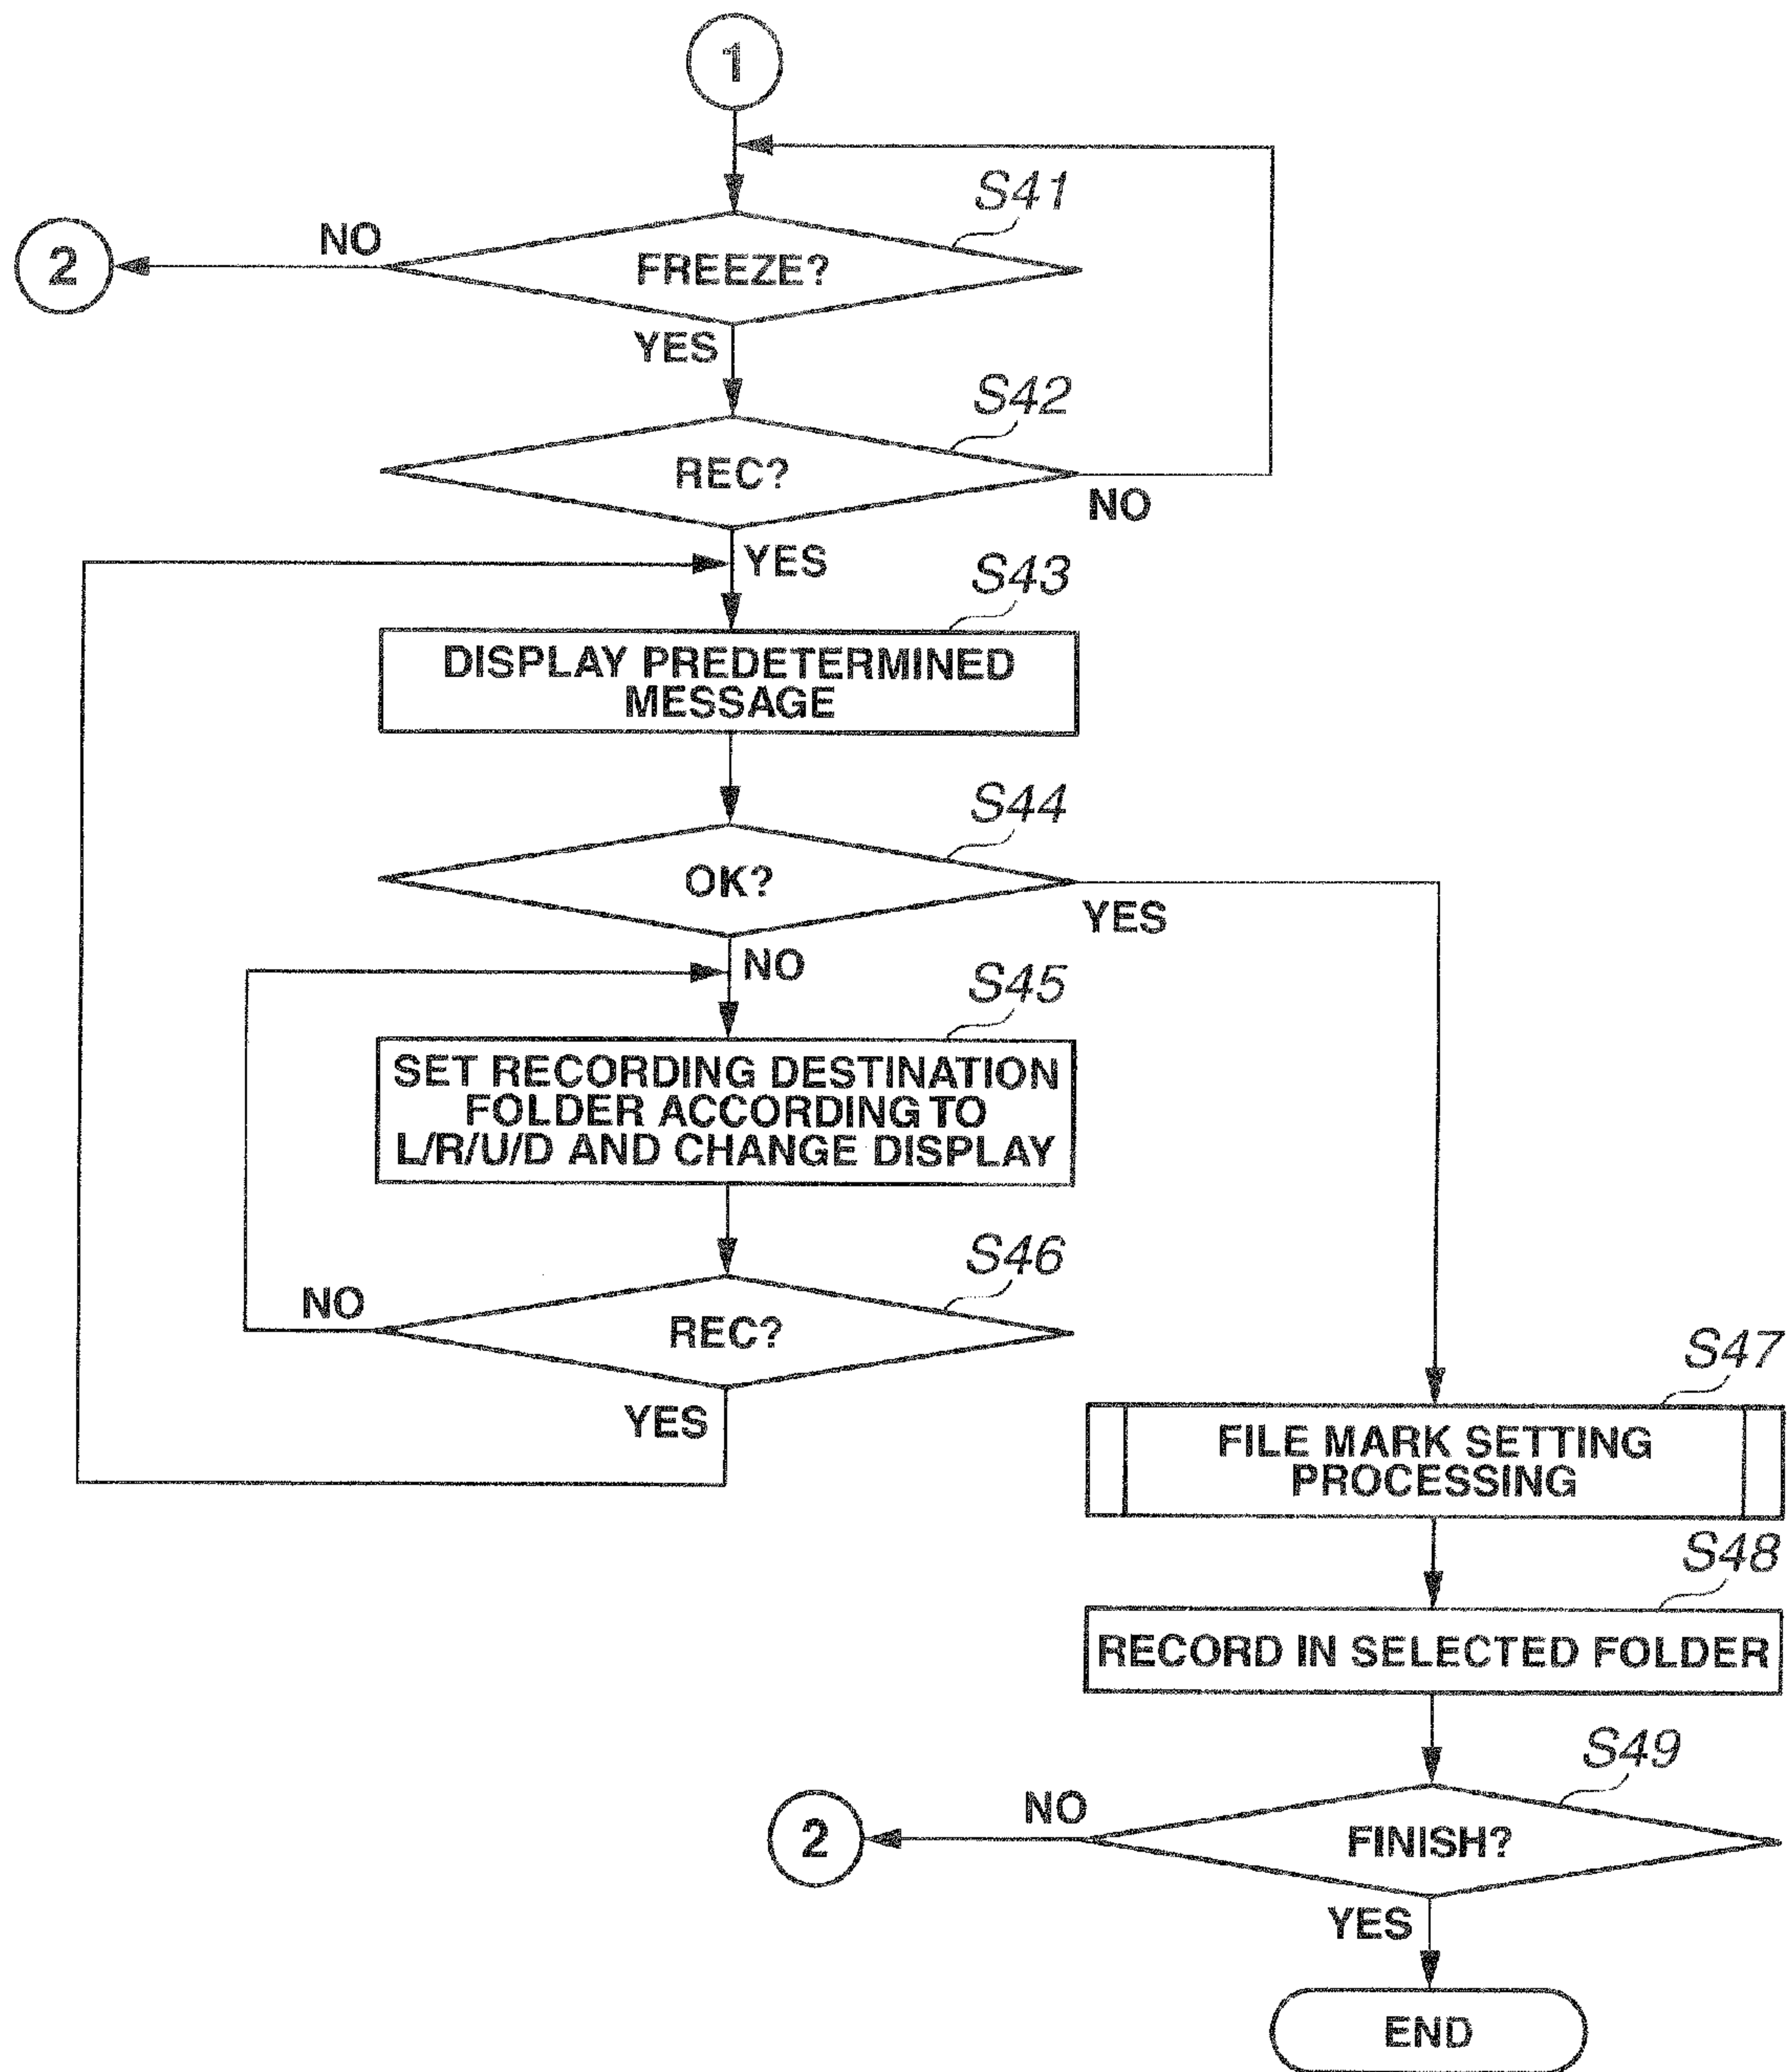 1
S41
2
NO
FREEZE?
YES
S42
REC?
NO
YES
S43
DISPLAY PREDETERMINED
MESSAGE
S44
OK?
YES
NO
S45
SET RECORDING DESTINATION
FOLDER ACCORDING TO
L/R/U/D AND CHANGE DISPLAY
S46
NO
REC?
YES
S47
FILE MARK SETTING
PROCESSING
S48
RECORD IN SELECTED FOLDER
S49
2
NO
FINISH?
YES
END